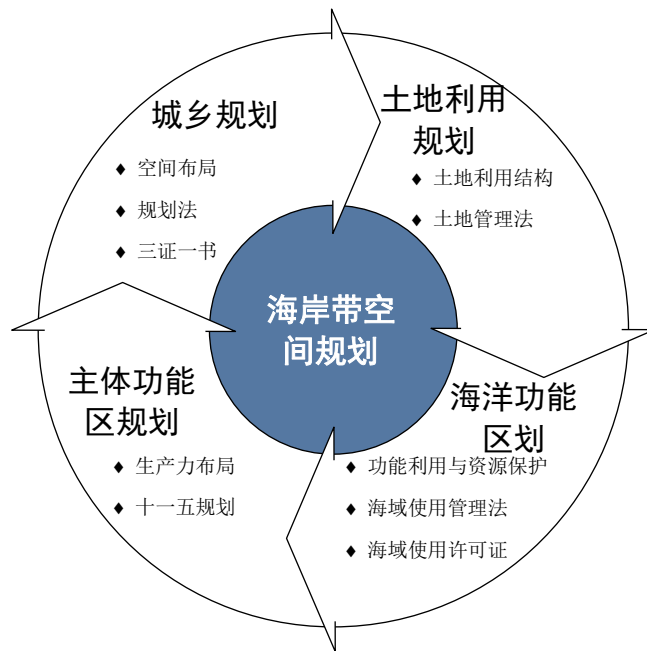 城乡规划
♦ 空间布局
♦ 规划法
♦ 三证一书
土地利用
规划
♦ 土地利用结构
♦ 土地管理法
海岸带空
间规划
主体功能
区规划
♦ 生产力布局
♦ 十一五规划
海洋功能
区划
♦ 功能利用与资源保护
♦ 海域使用管理法
♦ 海域使用许可证